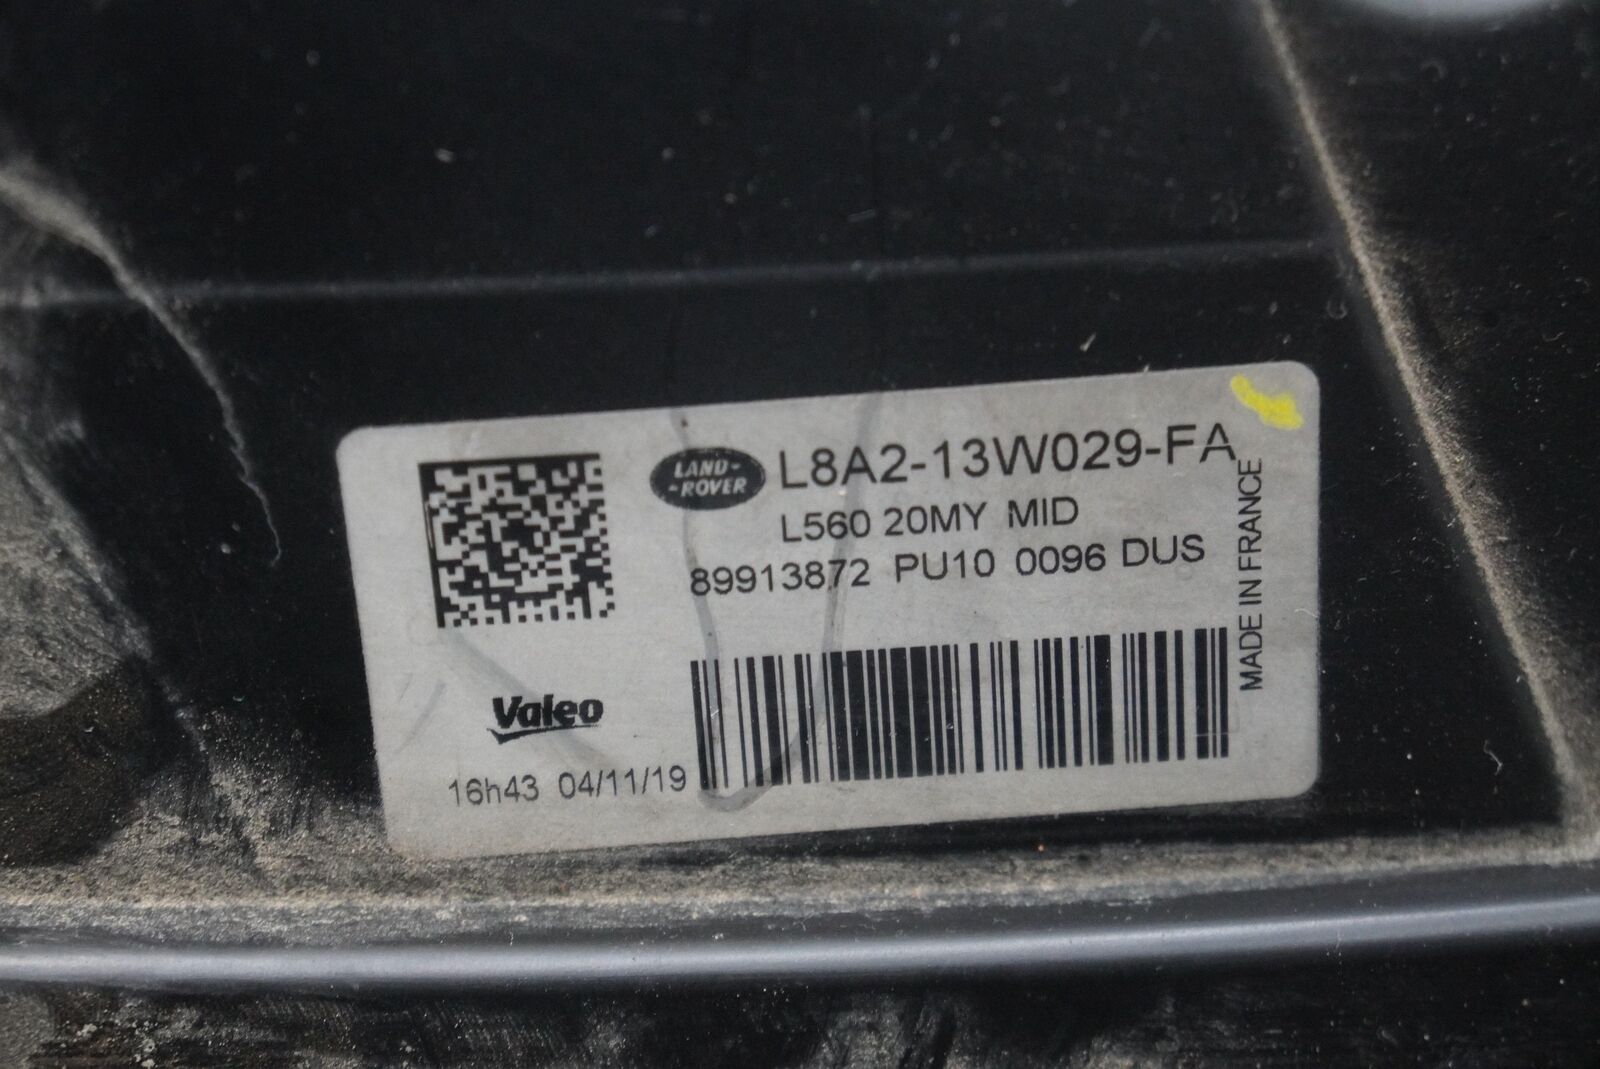 LAND-
-ROVER
L8A2-13W029-FA
L560 20MY MID
89913872 PU10 0096 DUS
MADE IN FRANCE
Valeo
16h43 04/11/19